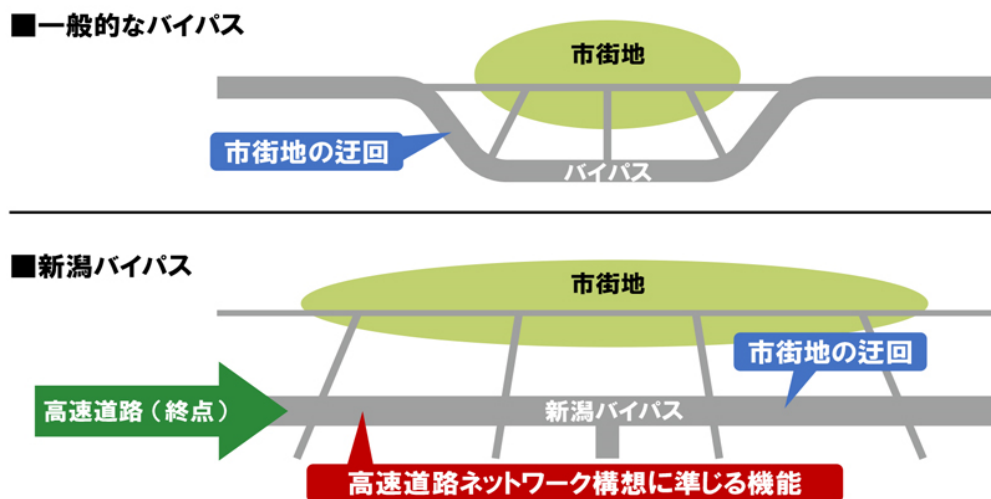 ■一般的なバイパス
市街地
市街地の迂回
バイパス
■新潟バイパス
市街地
市街地の迂回
高速道路（終点）
新潟バイパス
高速道路ネットワーク構想に準じる機能